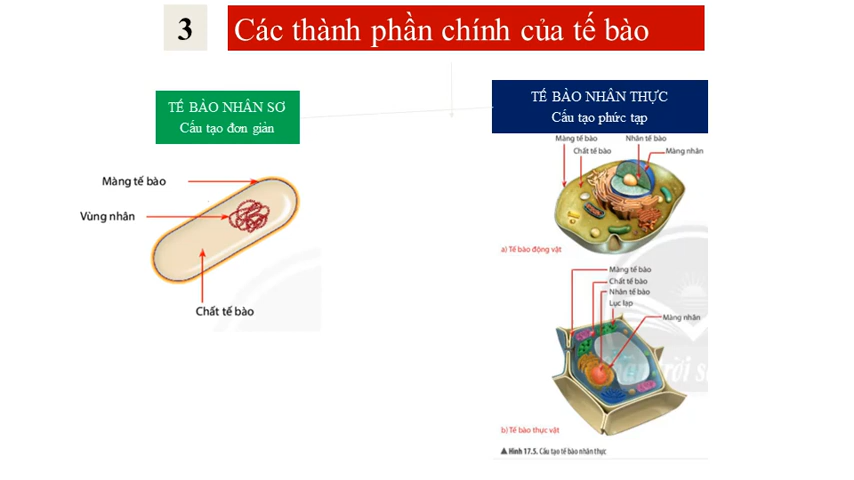 3
Các thành phần chính của tế bào
TẾ BÀO NHÂN SƠ
Cấu tạo đơn giản
Màng tế bào
Vùng nhân
Chất tế bào
TẾ BÀO NHÂN THỰC
Cấu tạo phức tạp
Màng tế bào
Nhân tế bào
Chất tế bào
Màng nhân
a) Tế bào động vật
Màng tế bào
Chất tế bào
Nhân tế bào
Lục lạp
Màng nhân
b) Tế bào thực vật
▲ Hình 17.5. Cấu tạo tế bào nhân thực